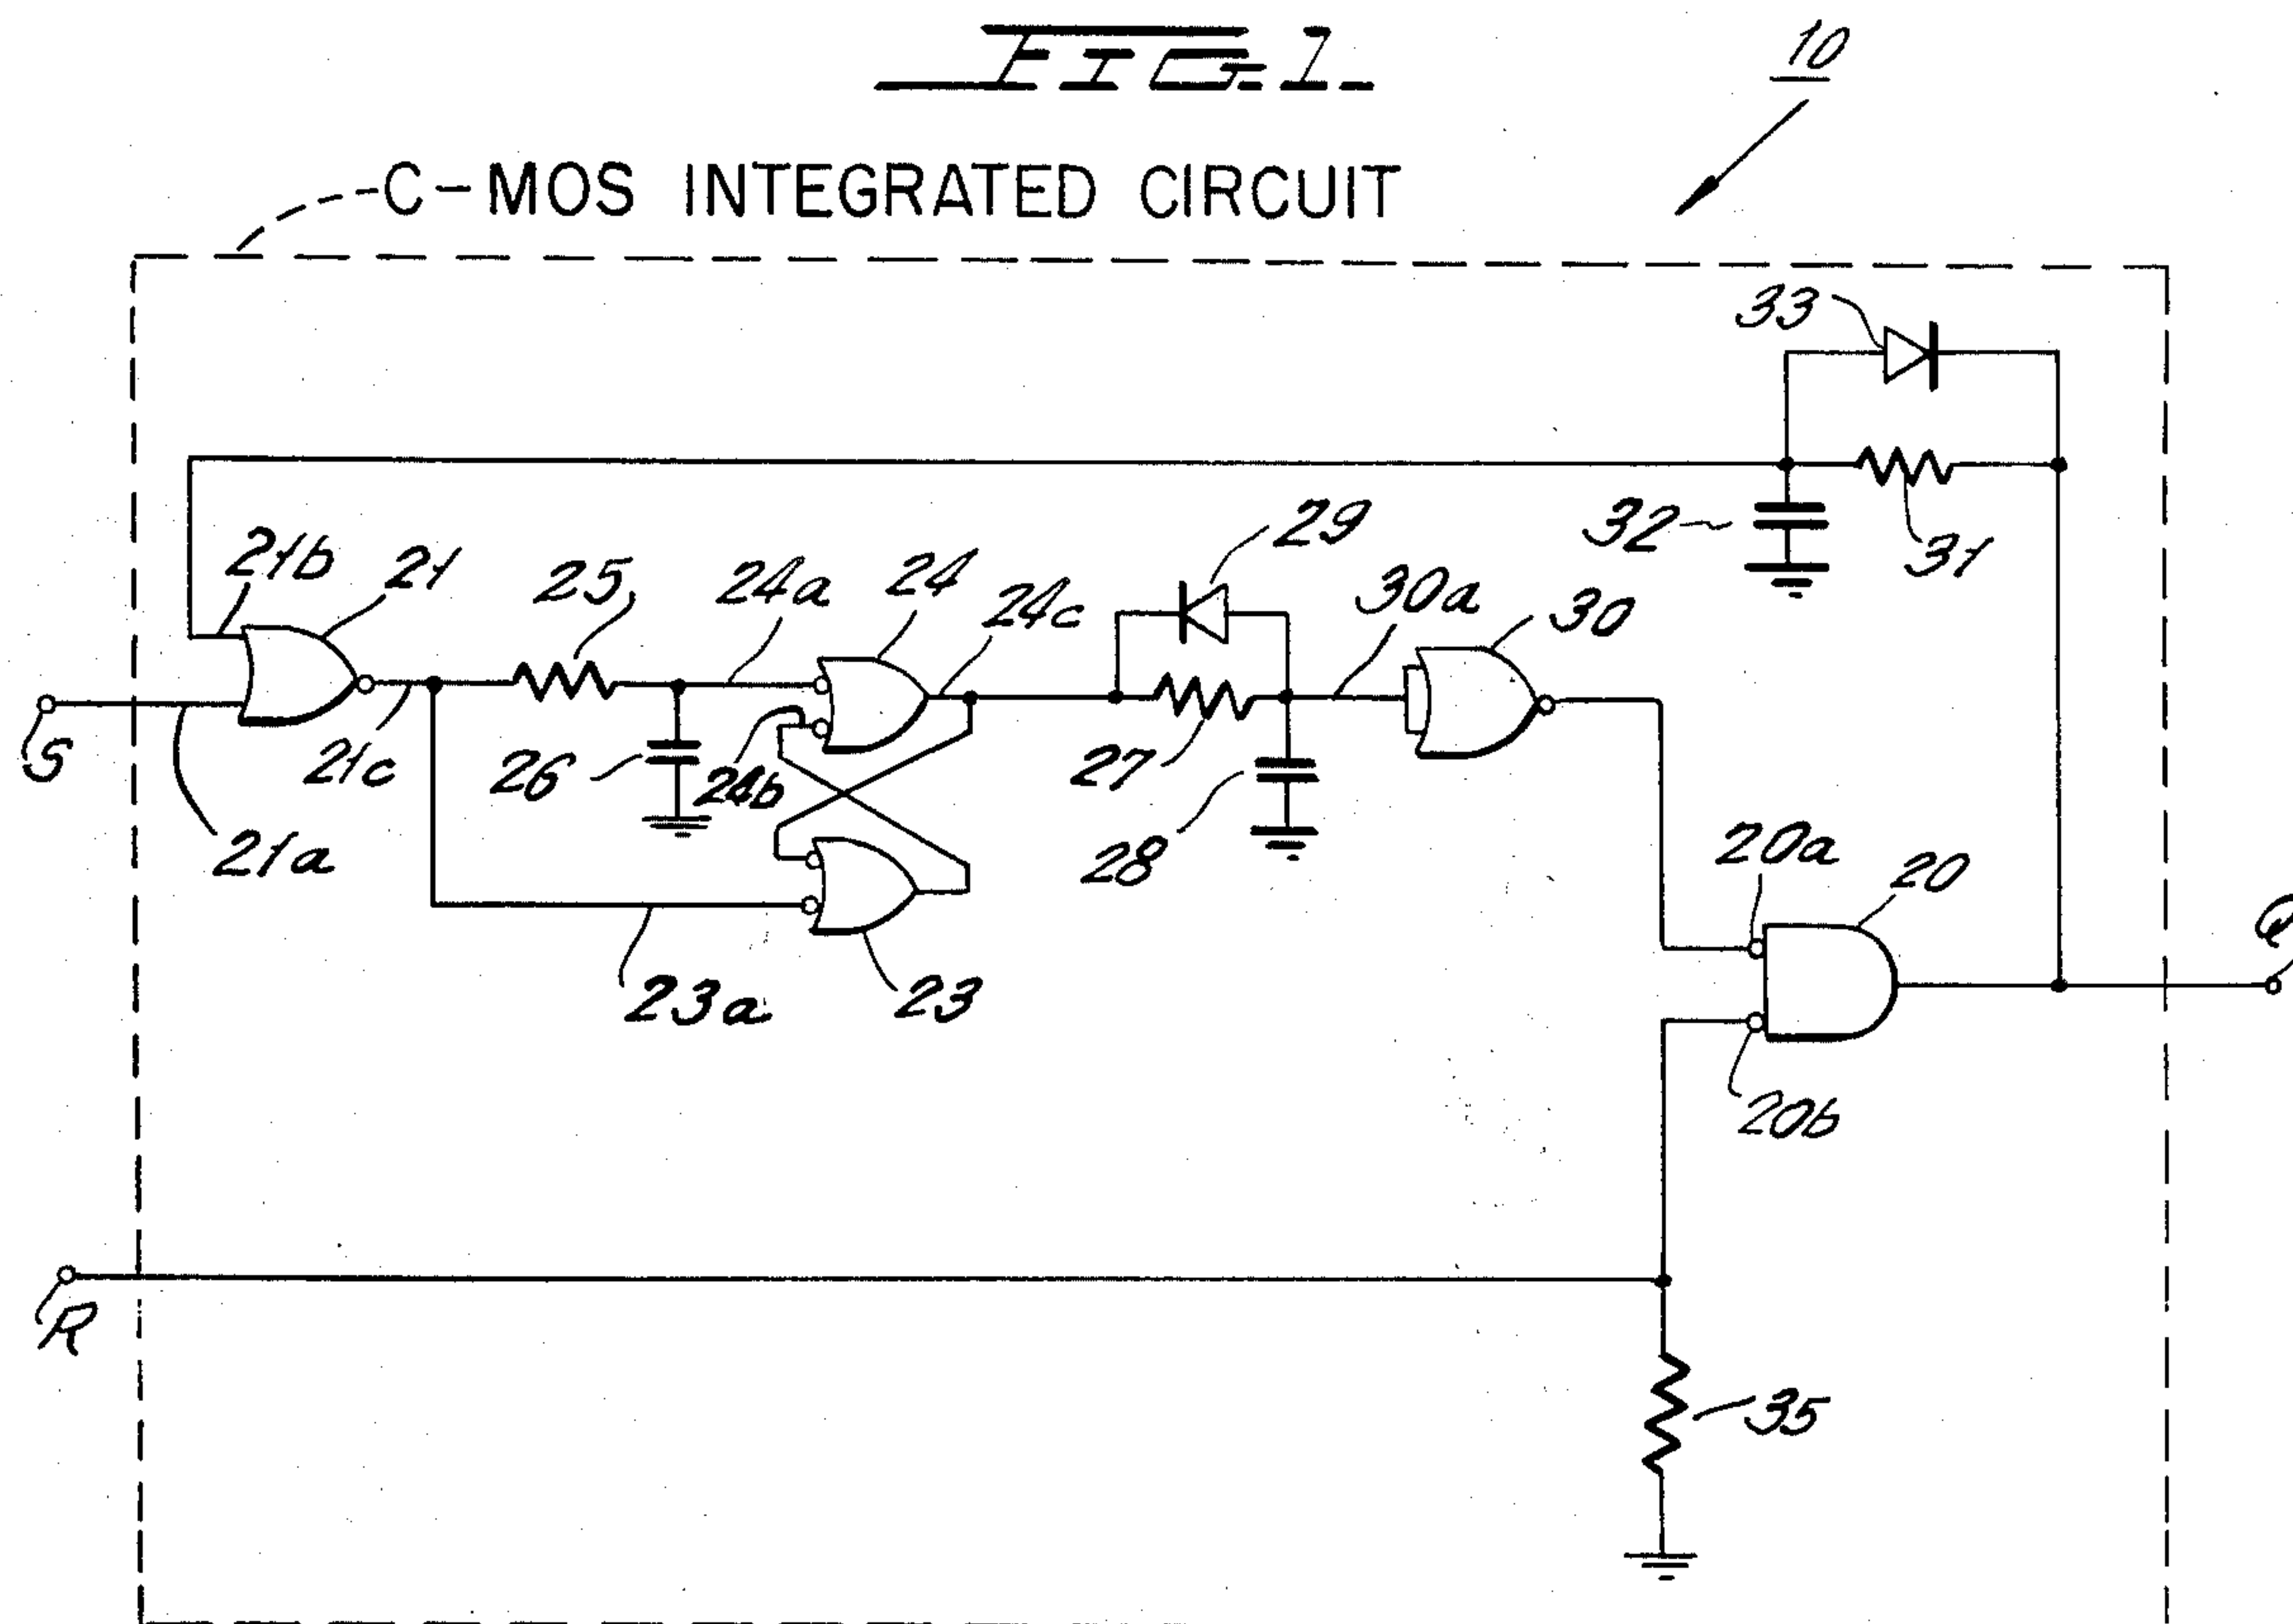 FIG. 1.
10
C-MOS INTEGRATED CIRCUIT
33
32
31
29
21b
21
25
24a
24
24c
30a
30
S
21c
26
24b
27
28
21a
23a
23
20a
20
Q
20b
R
35